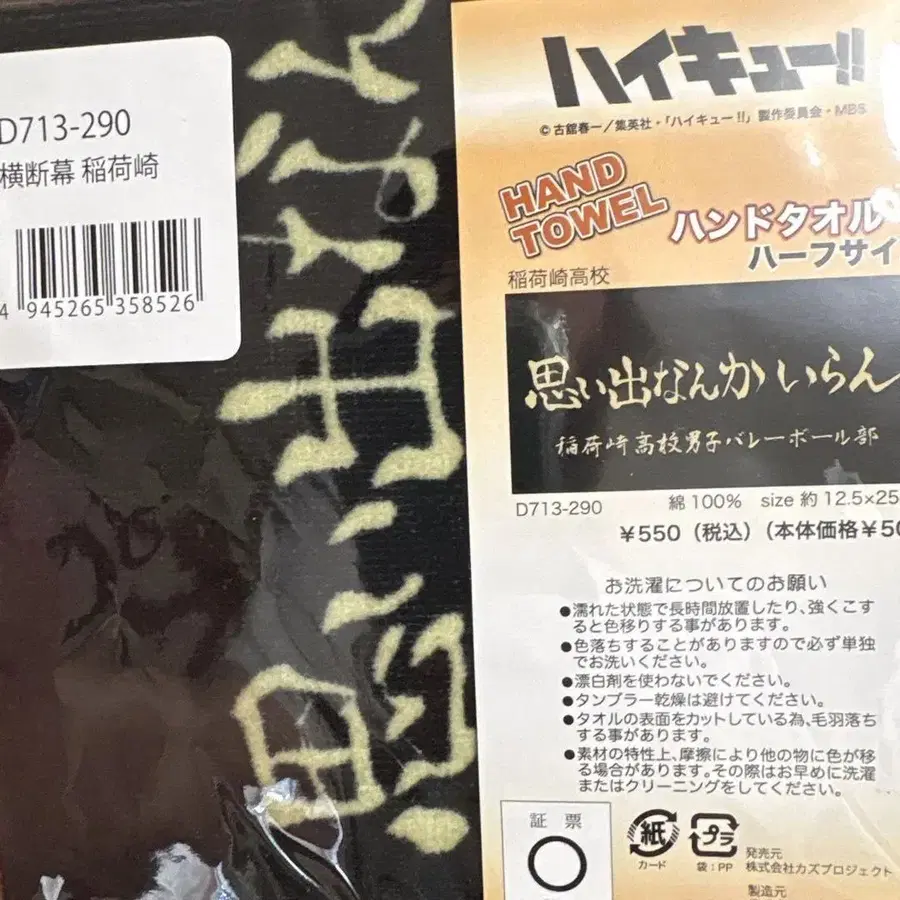 D713-290
横断幕 稲荷崎
4 945265 358526
思い出なん
ハイキュー!!
©古舘春一/集英社・「ハイキュー!!」製作委員会・MBS
HAND
TOWEL
ハンドタオル
ハーフサイ
稲荷崎高校
思い出なんかいらん
稲荷崎高校男子バレーボール部
D713-290 綿100% size 約12.5×25
¥550(税込)(本体価格¥50
お洗濯についてのお願い
●濡れた状態で長時間放置したり、強くこす
ると色移りする事があります。
●色落ちすることがありますので必ず単独
でお洗いください。
●漂白剤を使わないでください。
●タンブラー乾燥は避けてください。
●タオルの表面をカットしている為、毛羽落ち
する事があります。
●素材の特性上、摩擦により他の物に色が移
る場合があります。その際はお早めに洗濯
またはクリーニングをしてください。
証票
紙
カード
プラ
袋:PP
発売元
株式会社カズプロジェクト
製造元